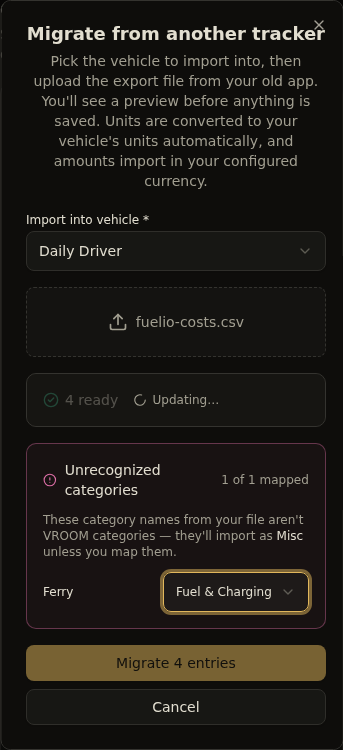 Migrate from another tracker
Pick the vehicle to import into, then
upload the export file from your old app.
You'll see a preview before anything is
saved. Units are converted to your
vehicle's units automatically, and
amounts import in your configured
currency.
Import into vehicle *
Daily Driver
fuelio-costs.csv
4 ready
Updating...
Unrecognized
categories
1 of 1 mapped
These category names from your file aren't
VROOM categories — they'll import as Misc
unless you map them.
Ferry
Fuel & Charging
Migrate 4 entries
Cancel